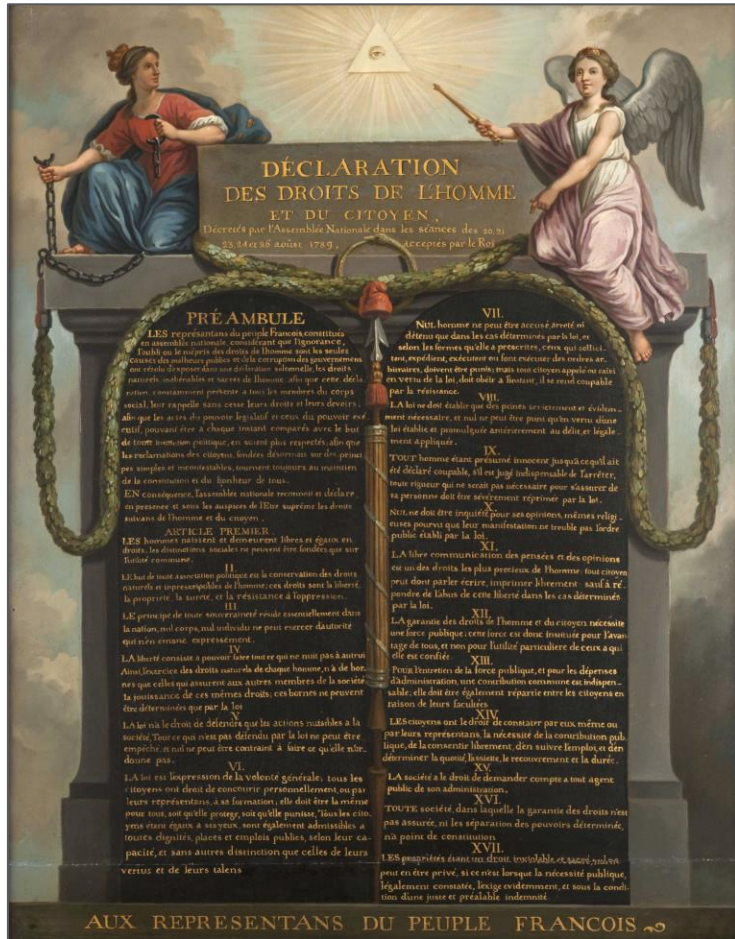 DÉCLARATION
DES DROITS DE L'HOMME
ET DU CITOYEN,
Décretés par l'Assemblée Nationale dans les séances des 20, 21
23, 24 et 26 août 1789, Acceptés par le Roi
PRÉAMBULE
LES représantans du peuple Francois, constitués
en assemblée nationale, considérant que l'ignorance,
l'oubli ou le mépris des droits de l'homme sont les seules
causes des malheurs publics et de la corruption des gouvernemens
ont résolu d'exposer dans une déclaration solemnelle, les droits
naturels, inaliénables et sacrés de l'homme, afin que cette décla
ration, constamment présente a tous les membres du corps
social, leur rappelle sans cesse leurs droits et leurs devoirs,
afin que les actes du pouvoir législatif et ceux du pouvoir exé
cutif, pouvant être à chaque instant comparés avec le but
de toute institution politique, en soient plus respectés; afin que
les réclamations des citoyens, fondées désormais sur des princi
pes simples et incontestables, tournent toujours au maintien
de la constitution et du bonheur de tous.
EN conséquence, l'assemblée nationale reconnoit et déclare,
en presence et sous les auspices de l'Etre suprême les droits
suivans de l'homme et du citoyen.
ARTICLE PREMIER.
LES hommes naissent et demeurent libres et égaux en
droits. les distinctions sociales ne peuvent être fondées que sur
l'utilité commune.
II.
LE but de toute association politique est la conservation des droits
naturels et imprescriptibles de l'homme; ces droits sont la liberté,
la propriété, la sureté, et la résistance à l'oppression.
III.
LE principe de toute souveraineté réside essentiellement dans
la nation, nul corps, nul individu ne peut exercer d'autorité
qui n'en émane expressément.
IV.
LA liberté consiste à pouvoir faire tout ce qui ne nuit pas à autrui
Ainsi, l'exercice des droits naturels de chaque homme, n'a de bor-
nes que celles qui assurent aux autres membres de la société
la jouissance de ces mêmes droits; ces bornes ne peuvent
être déterminées que par la loi
V.
LA loi n'a le droit de défendre que les actions nuisibles à la
société. Tout ce qui n'est pas défendu par la loi ne peut être
empêché, et nul ne peut être contraint à faire ce qu'elle n'or-
donne pas.
VI.
LA loi est l'expression de la volonté générale; tous les
citoyens ont droit de concourir personnellement, ou par
leurs représentans, à sa formation; elle doit être la même
pour tous, soit qu'elle protege, soit qu'elle punisse. Tous les cito-
yens étant égaux à ses yeux, sont également admissibles à
toutes dignités, places et emplois publics, selon leur ca-
pacité, et sans autres distinction que celles de leurs
vertus et de leurs talens
VII.
NUL homme ne peut être accusé, arreté, ni
détenu que dans les cas déterminés par la loi, et
selon les formes qu'elle a prescrites, ceux qui sollici-
tent, expédient, exécutent ou font exécuter des ordres ar-
bitraires, doivent être punis; mais tout citoyen appelé ou saisi
en vertu de la loi, doit obéir à l'instant, il se rend coupable
par la résistance.
VIII.
LA loi ne doit établir que des peines strictement et évidem-
ment nécessaire, et nul ne peut être puni qu'en vertu d'une
loi établie et promulguée antérierement au délit, et légale-
ment appliquée.
IX.
TOUT homme étant présumé innocent jusqu'à ce qu'il ait
été déclaré coupable, s'il est jugé indispensable de l'arrêter,
toute rigueur qui ne serait pas nécessaire pour s'assurer de
sa personne doit être sévèrement réprimée par la loi.
X.
NUL ne doit être inquiété pour ses opinions, mêmes religi-
euses pourvu que leur manifestation ne trouble pas l'ordre
public établi par la loi.
XI.
LA libre communication des pensées et des opinions
est un des droits les plus precieux de l'homme: tout citoyen
peut dont parler écrire, imprimer librement: sauf à ré-
pondre de l'abus de cette liberté dans les cas déterminés
par la loi.
XII.
LA garantie des droits de l'homme et du citoyen nécessite
une force publique; cette force est donc instituée pour l'avan-
tage de tous, et non pour l'utilité particuliere de ceux a qui
elle est confiée
XIII.
POUR l'entretien de la force publique, et pour les dépenses
d'administration, une contribution commune est indispen-
sable; elle doit être également répartie entre les citoyens en
raison de leurs facultées
XIV.
LES citoyens ont le droit de constater par eux même ou
par leurs représentans, la nécessité de la contribution pub-
lique, de la consentir librement, d'en suivre l'emploi, et d'en
déterminer la quotité, l'assiette, le recouvrement et la durée.
XV.
LA société a le droit de demander compte a tout agent
public de son administration.
XVI.
TOUTE société, dans laquelle la garantie des droits n'est
pas assurée, ni les séparation des pouvoirs déterminée,
n'a point de constitution
XVII.
LES propriétés étant un droit inviolable et sacré, nul ne
peut en être privé, si ce n'est lorsque la nécessité publique,
légalement constatée, l'exige evidemment, et sous la condi-
tion d'une juste et préalable indemnité.
AUX REPRESENTANS DU PEUPLE FRANCOIS